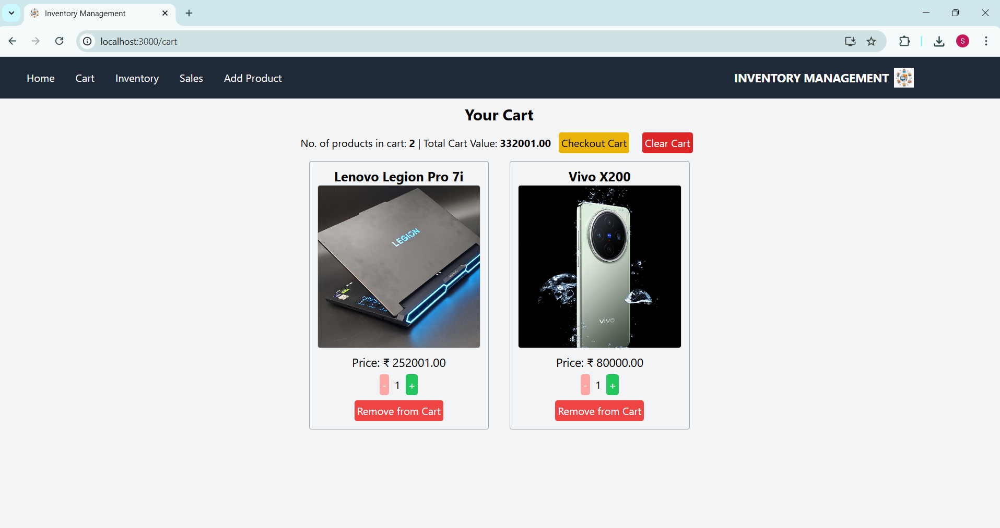 Inventory Management
localhost:3000/cart
S
Home Cart Inventory Sales Add Product INVENTORY MANAGEMENT
Your Cart
No. of products in cart: 2 | Total Cart Value: 332001.00 Checkout Cart Clear Cart
Lenovo Legion Pro 7i
LEGION
Price: ₹ 252001.00
- 1 +
Remove from Cart
Vivo X200
vivo
Price: ₹ 80000.00
- 1 +
Remove from Cart